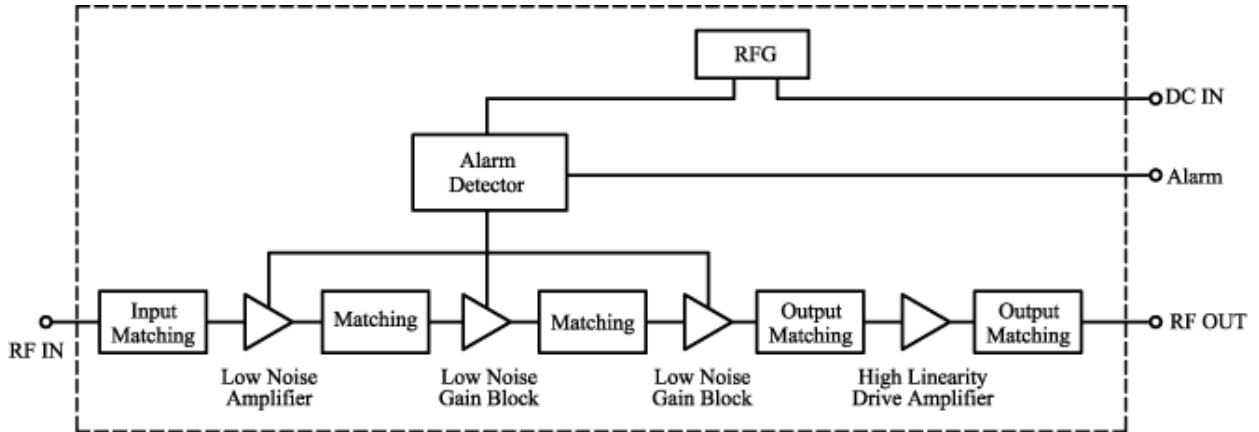 RFG
DC IN
Alarm
Detector
Alarm
Input
Matching
Matching
Matching
Output
Matching
Output
Matching
RF IN
RF OUT
Low Noise
Amplifier
Low Noise
Gain Block
Low Noise
Gain Block
High Linearity
Drive Amplifier